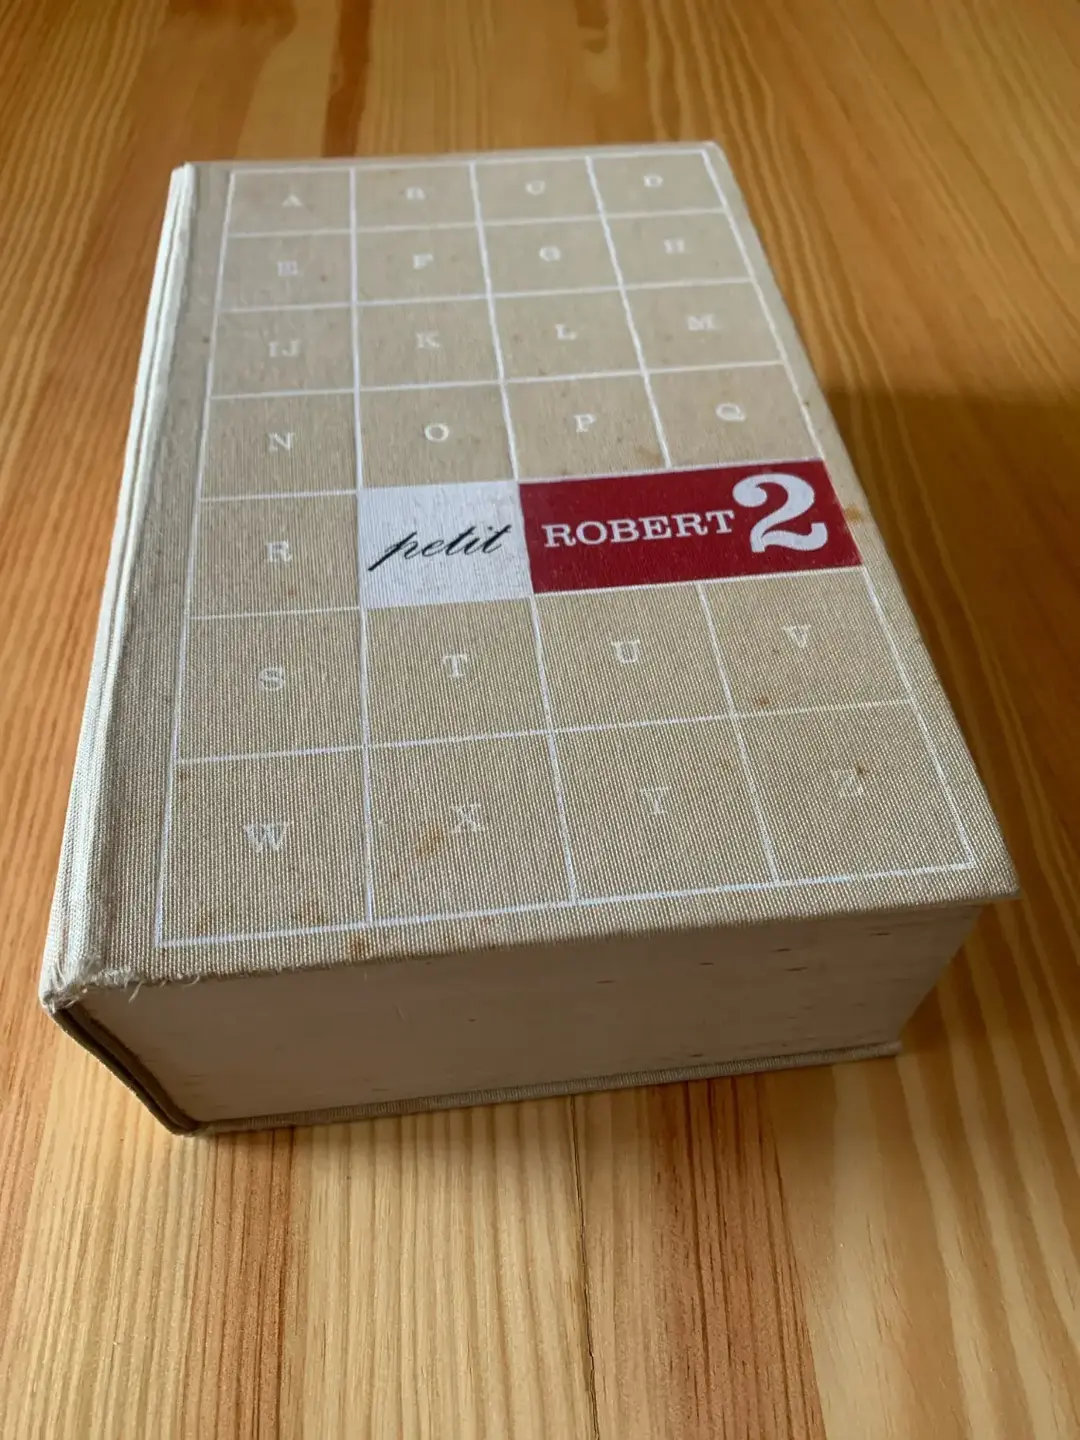 A B C D
E F G H
IJ K L M
N O P Q
R petit ROBERT 2
S T U V
W X Y Z